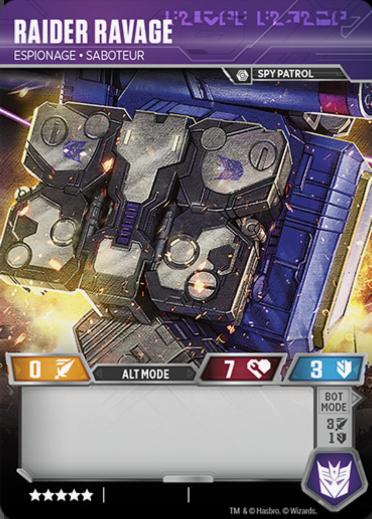 RAIDER RAVAGE
ESPIONAGE • SABOTEUR
SPY PATROL
0
ALT MODE
7
3
BOT
MODE
3
1
★★★★★
TM & © Hasbro. © Wizards.